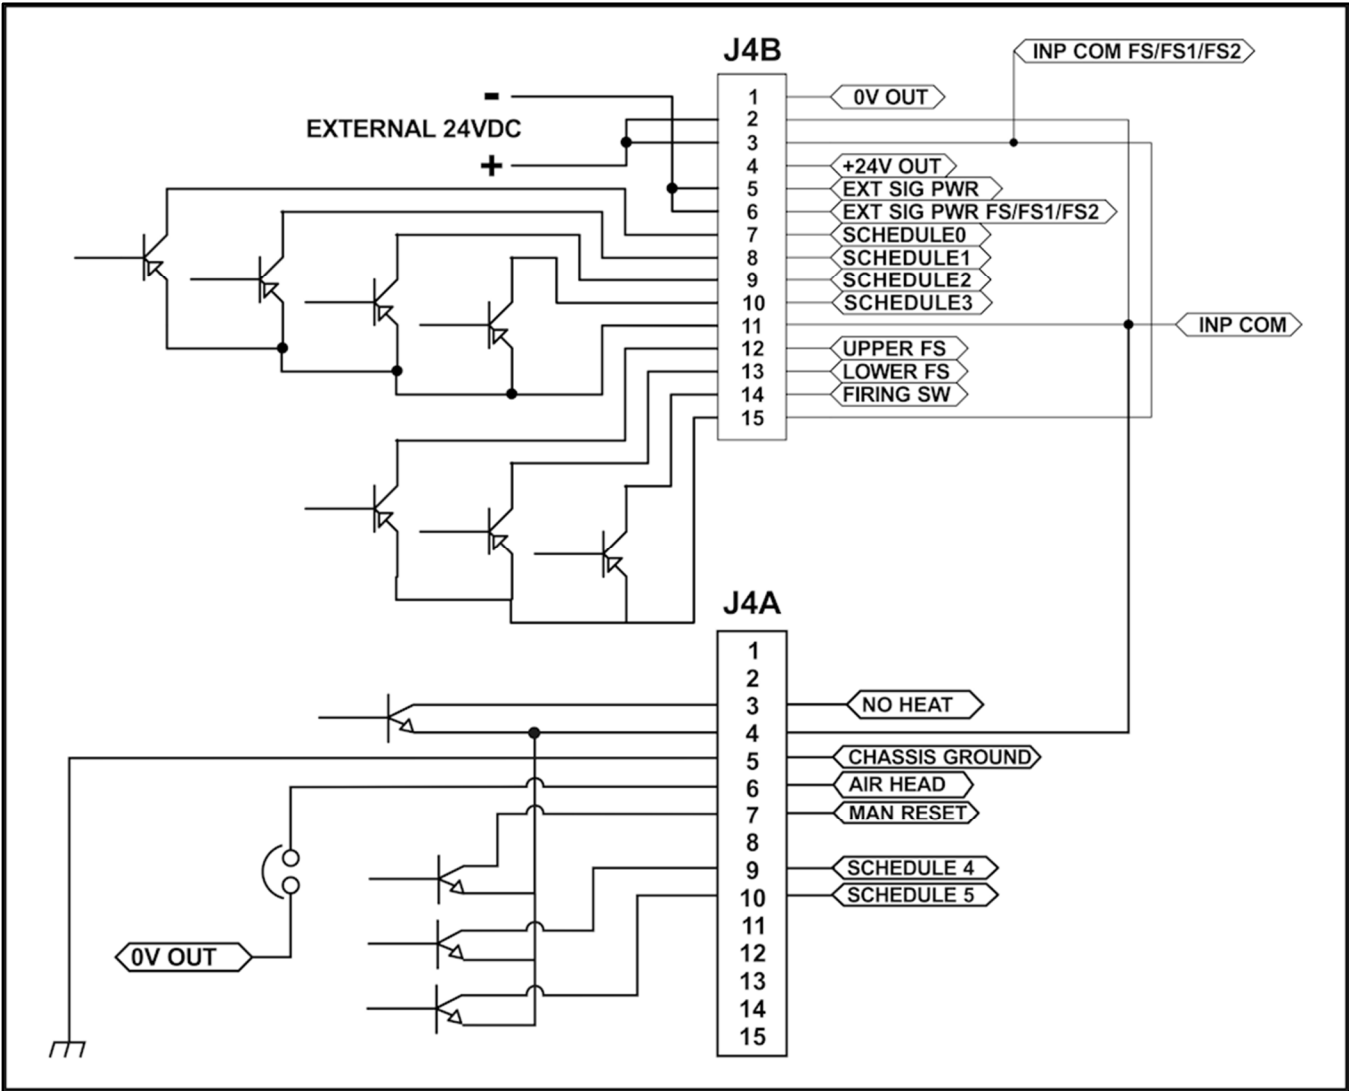 J4B
INP COM FS/FS1/FS2
-
EXTERNAL 24VDC
+
1 0V OUT
2
3
4 +24V OUT
5 EXT SIG PWR
6 EXT SIG PWR FS/FS1/FS2
7 SCHEDULE0
8 SCHEDULE1
9 SCHEDULE2
10 SCHEDULE3
11 INP COM
12 UPPER FS
13 LOWER FS
14 FIRING SW
15
J4A
1
2
3 NO HEAT
4
5 CHASSIS GROUND
6 AIR HEAD
7 MAN RESET
8
9 SCHEDULE 4
10 SCHEDULE 5
11
12
13
14
15
0V OUT